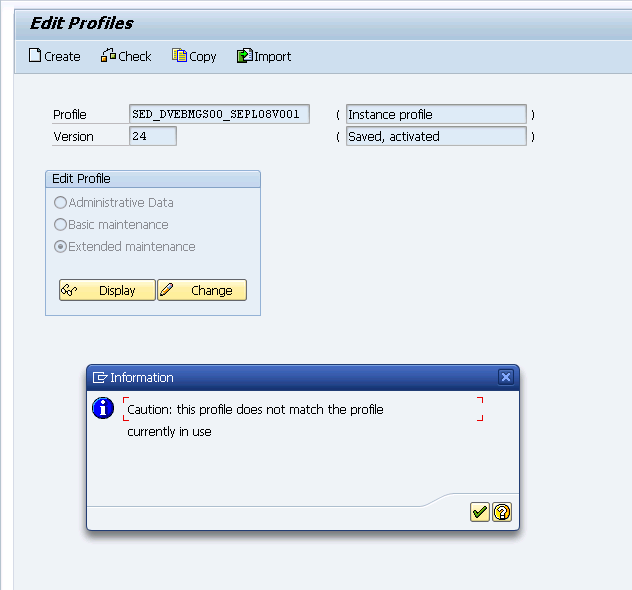 Edit Profiles
Create Check Copy Import
Profile SED_DVEBMGS00_SEPL08V001 ( Instance profile )
Version 24 ( Saved, activated )
Edit Profile
Administrative Data
Basic maintenance
Extended maintenance
Display Change
Information
Caution: this profile does not match the profile
currently in use